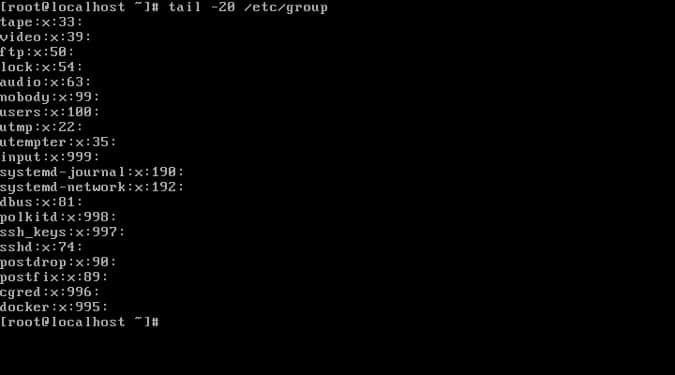 [root@localhost ~]# tail -20 /etc/group
tape:x:33:
video:x:39:
ftp:x:50:
lock:x:54:
audio:x:63:
nobody:x:99:
users:x:100:
utmp:x:22:
utempter:x:35:
input:x:999:
systemd-journal:x:190:
systemd-network:x:192:
dbus:x:81:
polkitd:x:998:
ssh_keys:x:997:
sshd:x:74:
postdrop:x:90:
postfix:x:89:
cgred:x:996:
docker:x:995:
[root@localhost ~]#